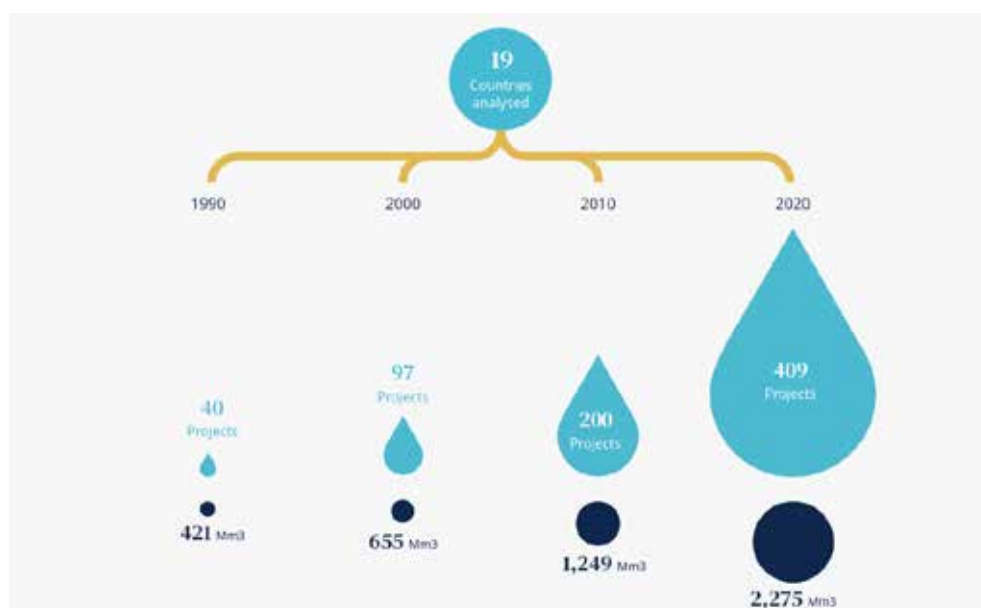 19
Countries
analysed
1990
2000
2010
2020
40
Projects
97
Projects
200
Projects
409
Projects
421 Mm3
655 Mm3
1,249 Mm3
2,275 Mm3